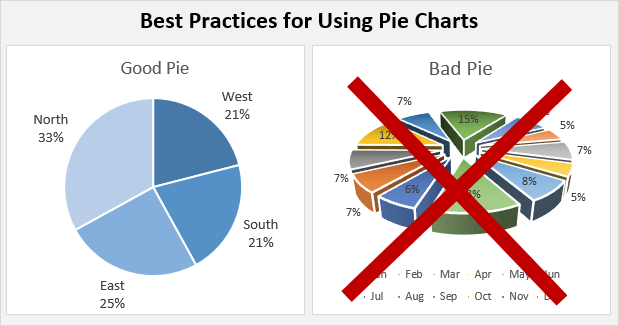 Best Practices for Using Pie Charts
Good Pie
West
21%
South
21%
East
25%
North
33%
Bad Pie
15%
5%
7%
5%
8%
6%
7%
7%
12%
7%
Feb Mar Apr
Jul Aug Sep Oct Nov